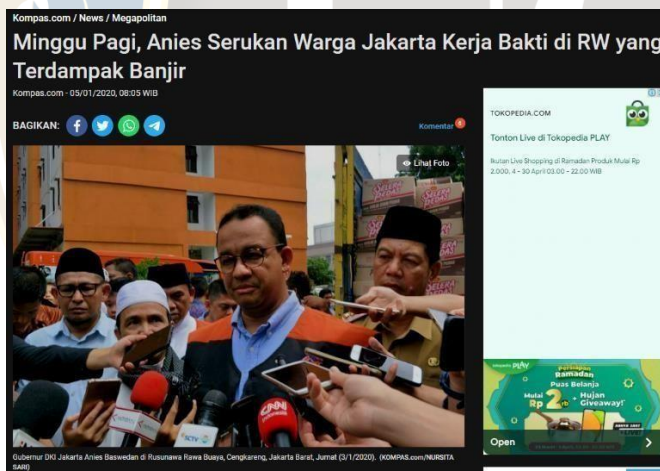 Kompas.com / News / Megapolitan
Minggu Pagi, Anies Serukan Warga Jakarta Kerja Bakti di RW yang
Terdampak Banjir
Kompas.com - 05/01/2020, 08:05 WIB
BAGIKAN:
Komentar
Lihat Foto
CNN
Gubernur DKI Jakarta Anies Baswedan di Rusunawa Rawa Buaya, Cengkareng, Jakarta Barat, Jumat (3/1/2020). (KOMPAS.com/NURSITA
SARI)
TOKOPEDIA.COM
Tonton Live di Tokopedia PLAY
Ikutan Live Shopping di Ramadan Produk Mulai Rp
2.000, 4 - 30 April 03.00 - 22.00 WIB
PLAY
Ramadan
Puas Belanja
Mulai
Rp 2
Hujan
Giveaway!
Open